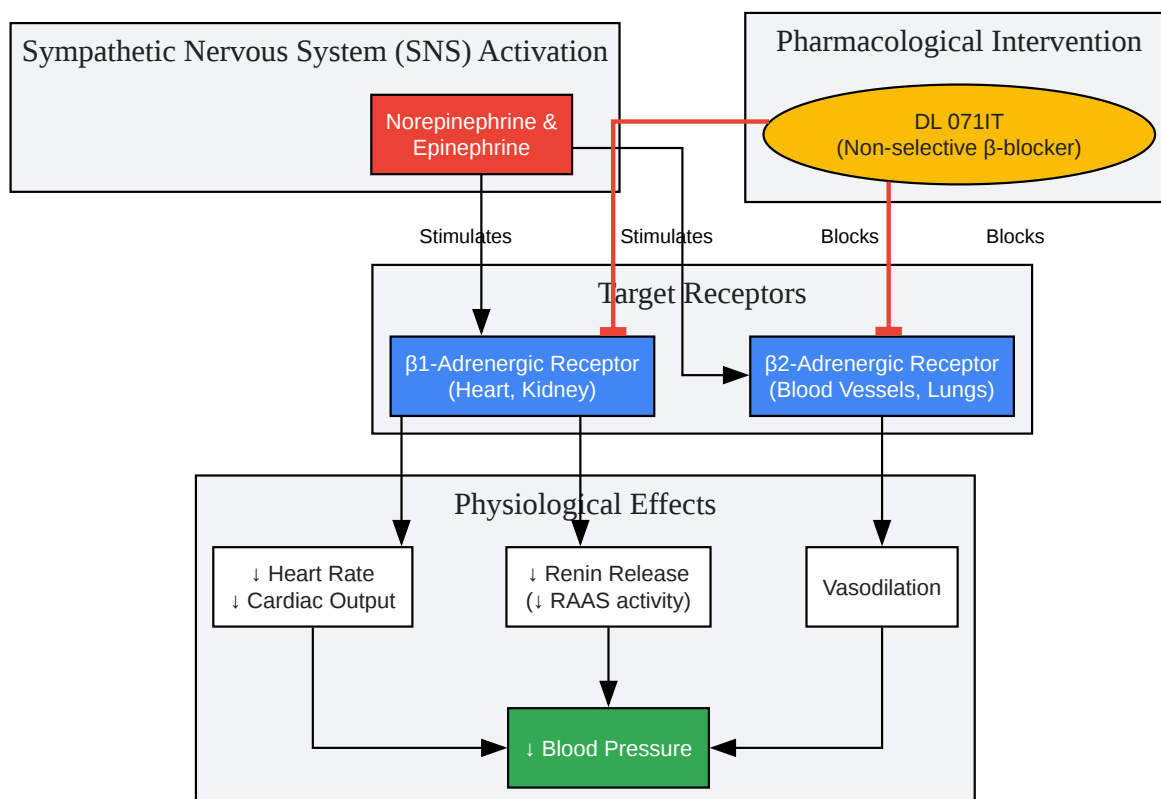 Sympathetic Nervous System (SNS) Activation
Pharmacological Intervention
Norepinephrine &
Epinephrine
DL 071IT
(Non-selective β-blocker)
Stimulates
Stimulates
Blocks
Blocks
Target Receptors
β1-Adrenergic Receptor
(Heart, Kidney)
β2-Adrenergic Receptor
(Blood Vessels, Lungs)
Physiological Effects
↓ Heart Rate
↓ Cardiac Output
↓ Renin Release
(↓ RAAS activity)
Vasodilation
↓ Blood Pressure